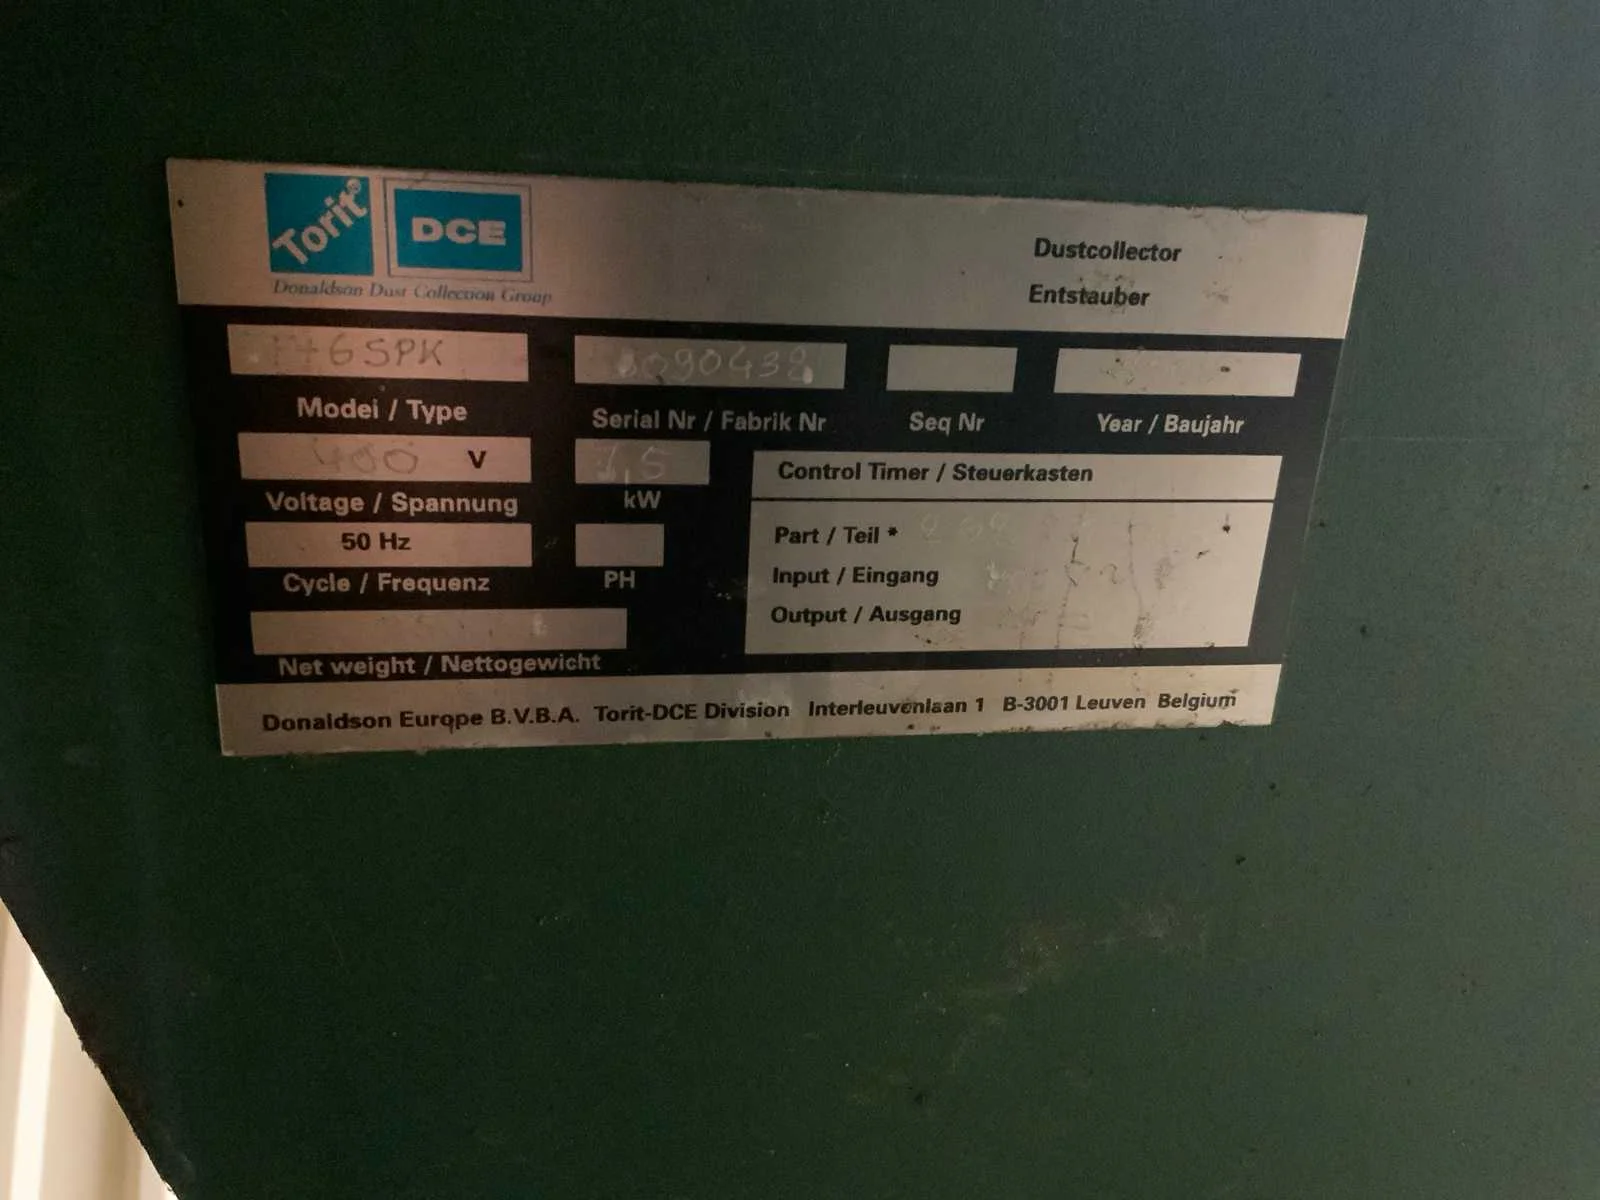 Torit®
DCE
Donaldson Dust Collection Group
Dustcollector
Entstauber
Model / Type
Serial Nr / Fabrik Nr
Seq Nr
Year / Baujahr
400 V
Voltage / Spannung
kW
Control Timer / Steuerkasten
50 Hz
Cycle / Frequenz
PH
Part / Teil *
Input / Eingang
Output / Ausgang
Net weight / Nettogewicht
Donaldson Europe B.V.B.A. Torit-DCE Division Interleuvenlaan 1 B-3001 Leuven Belgium